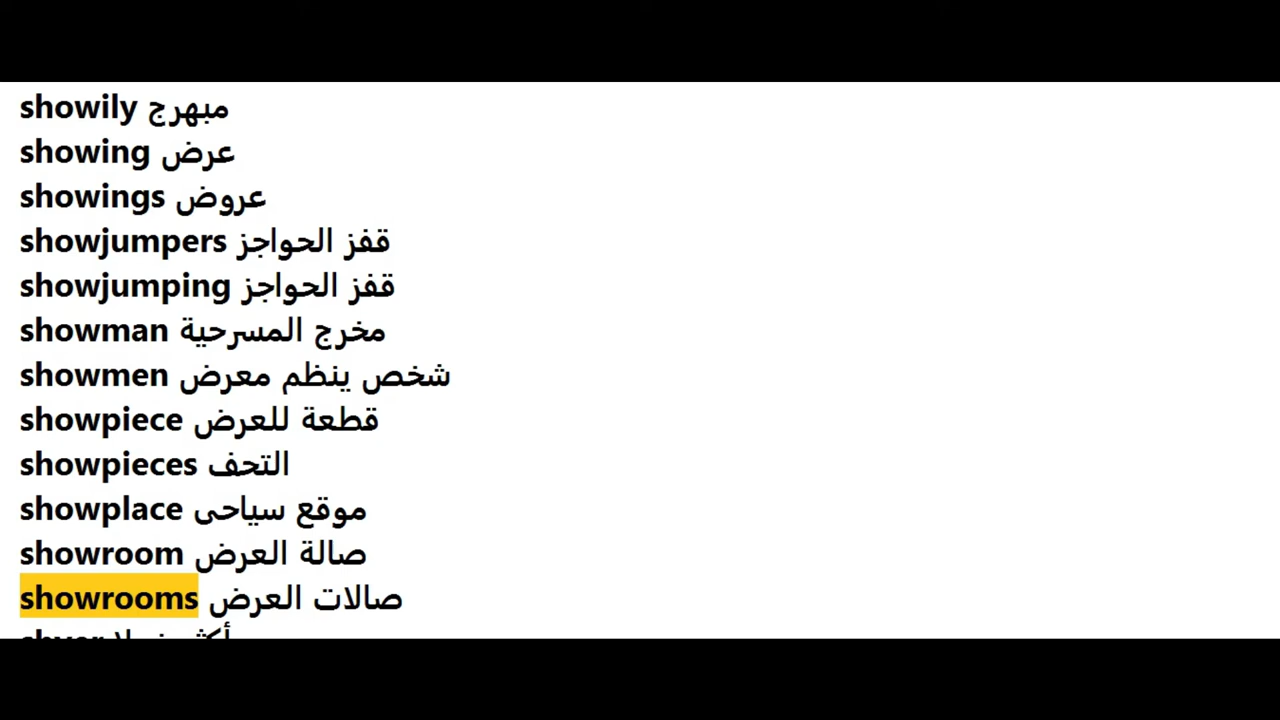 showily مبهرج
showing عرض
showings عروض
showjumpers قفز الحواجز
showjumping قفز الحواجز
showman مخرج المسرحية
showmen شخص ينظم معرض
showpiece قطعة للعرض
showpieces التحف
showplace موقع سياحى
showroom صالة العرض
showrooms صالات العرض